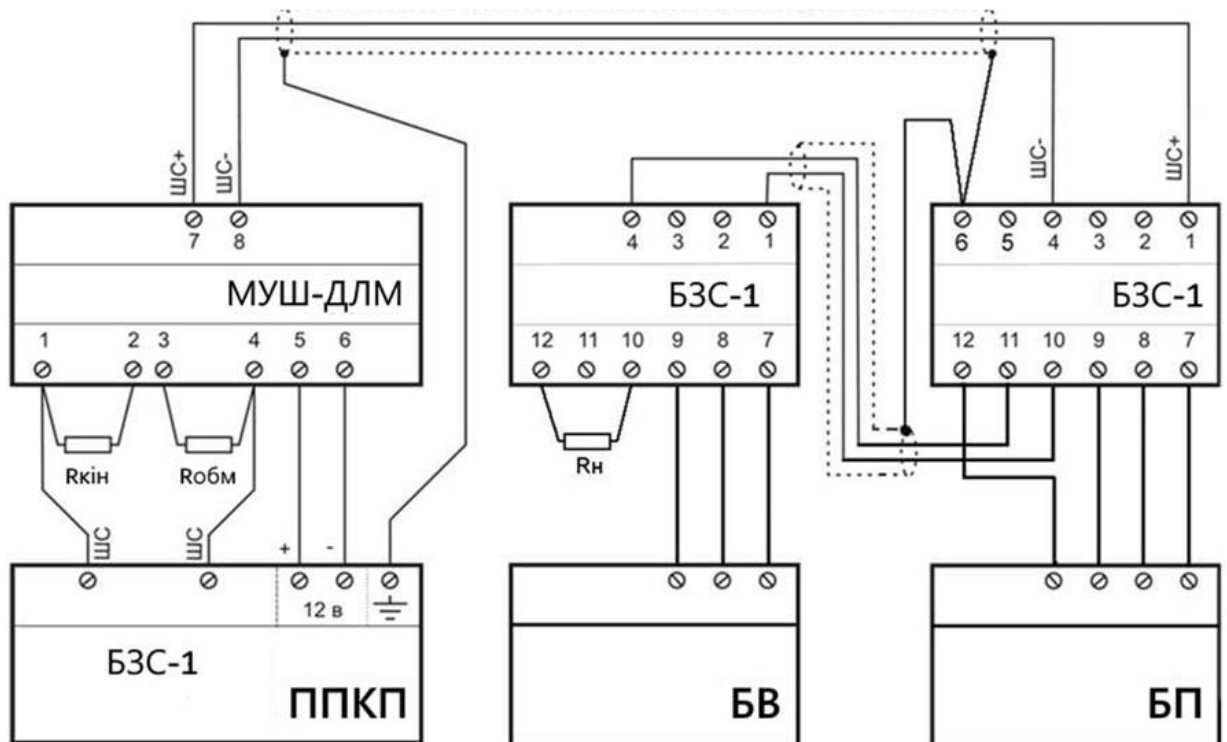 ШС+
ШС-
ШС-
ШС+
7 8
4 3 2 1
6 5 4 3 2 1
МУШ-ДЛМ
БЗС-1
БЗС-1
1 2 3 4 5 6
12 11 10 9 8 7
12 11 10 9 8 7
Rкін
Rобм
Rн
ШС
ШС
+
-
12 в
БЗС-1
ППКП
БВ
БП